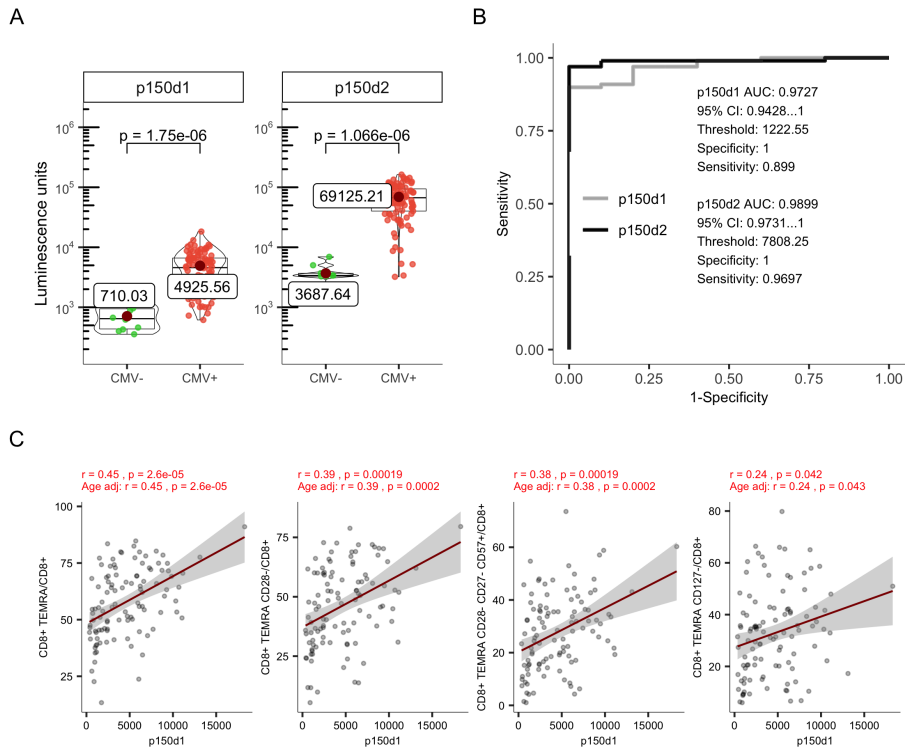 A
p150d1
p150d2
Luminescence units
10^6
10^5
10^4
10^3
p = 1.75e-06
710.03
4925.56
CMV-
CMV+
10^6
10^5
10^4
10^3
p = 1.066e-06
69125.21
3687.64
CMV-
CMV+
B
Sensitivity
1.00
0.75
0.50
0.25
0.00
p150d1 AUC: 0.9727
95% CI: 0.9428...1
Threshold: 1222.55
Specificity: 1
Sensitivity: 0.899
p150d2 AUC: 0.9899
95% CI: 0.9731...1
Threshold: 7808.25
Specificity: 1
Sensitivity: 0.9697
p150d1
p150d2
0.00 0.25 0.50 0.75 1.00
1-Specificity
C
r = 0.45 , p = 2.6e-05
Age adj: r = 0.45 , p = 2.6e-05
CD8+ TEMRA/CD8+
100
75
50
25
0 5000 10000 15000
p150d1
r = 0.39 , p = 0.00019
Age adj: r = 0.39 , p = 0.0002
CD8+ TEMRA CD28-/CD8+
75
50
25
0 5000 10000 15000
p150d1
r = 0.38 , p = 0.00019
Age adj: r = 0.38 , p = 0.0002
CD8+ TEMRA CD28- CD27- CD57+/CD8+
60
40
20
0
0 5000 10000 15000
p150d1
r = 0.24 , p = 0.042
Age adj: r = 0.24 , p = 0.043
CD8+ TEMRA CD127-/CD8+
80
60
40
20
0 5000 10000 15000
p150d1